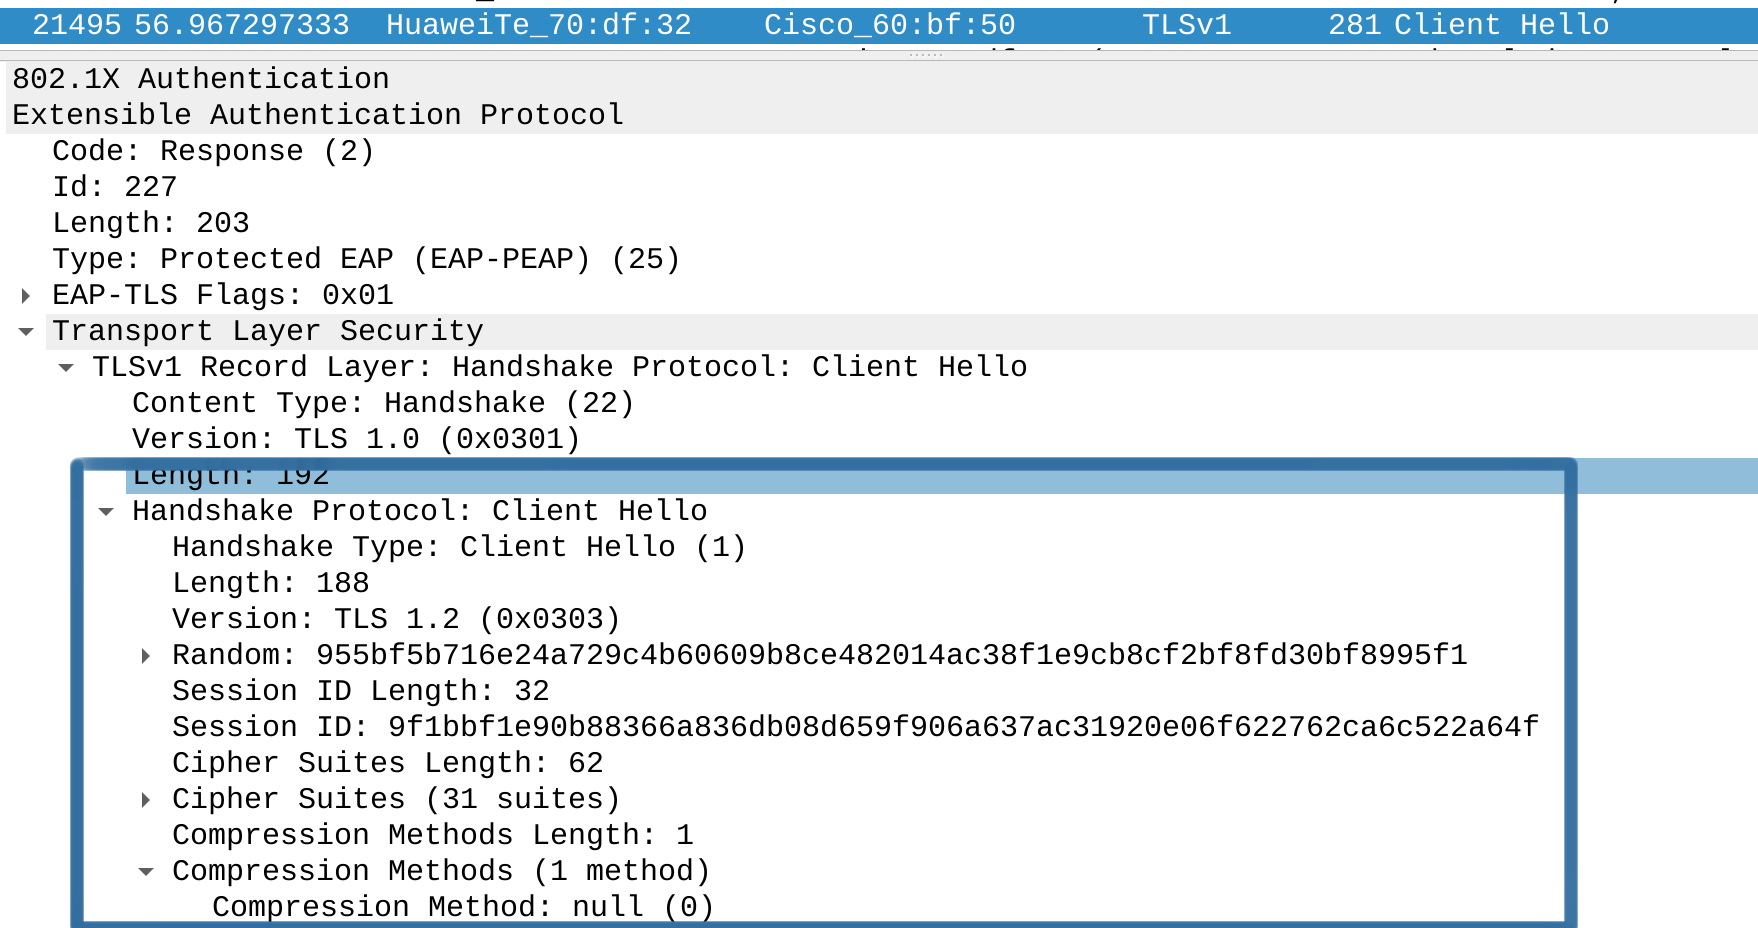 21495 56.967297333 HuaweiTe_70:df:32 Cisco_60:bf:50 TLSv1 281 Client Hello
802.1X Authentication
Extensible Authentication Protocol
Code: Response (2)
Id: 227
Length: 203
Type: Protected EAP (EAP-PEAP) (25)
EAP-TLS Flags: 0x01
Transport Layer Security
TLSv1 Record Layer: Handshake Protocol: Client Hello
Content Type: Handshake (22)
Version: TLS 1.0 (0x0301)
Length: 192
Handshake Protocol: Client Hello
Handshake Type: Client Hello (1)
Length: 188
Version: TLS 1.2 (0x0303)
Random: 955bf5b716e24a729c4b60609b8ce482014ac38f1e9cb8cf2bf8fd30bf8995f1
Session ID Length: 32
Session ID: 9f1bbf1e90b88366a836db08d659f906a637ac31920e06f622762ca6c522a64f
Cipher Suites Length: 62
Cipher Suites (31 suites)
Compression Methods Length: 1
Compression Methods (1 method)
Compression Method: null (0)